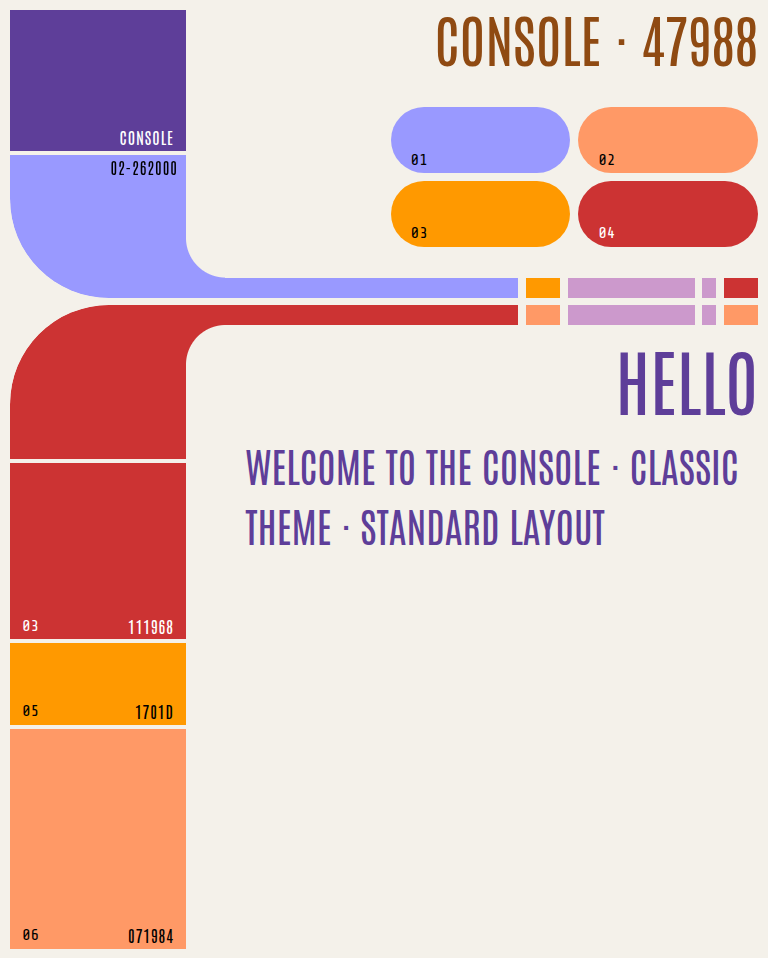 CONSOLE · 47988
CONSOLE
02-262000
01
02
03
04
HELLO
WELCOME TO THE CONSOLE · CLASSIC
THEME · STANDARD LAYOUT
03 111968
05 1701D
06 071984